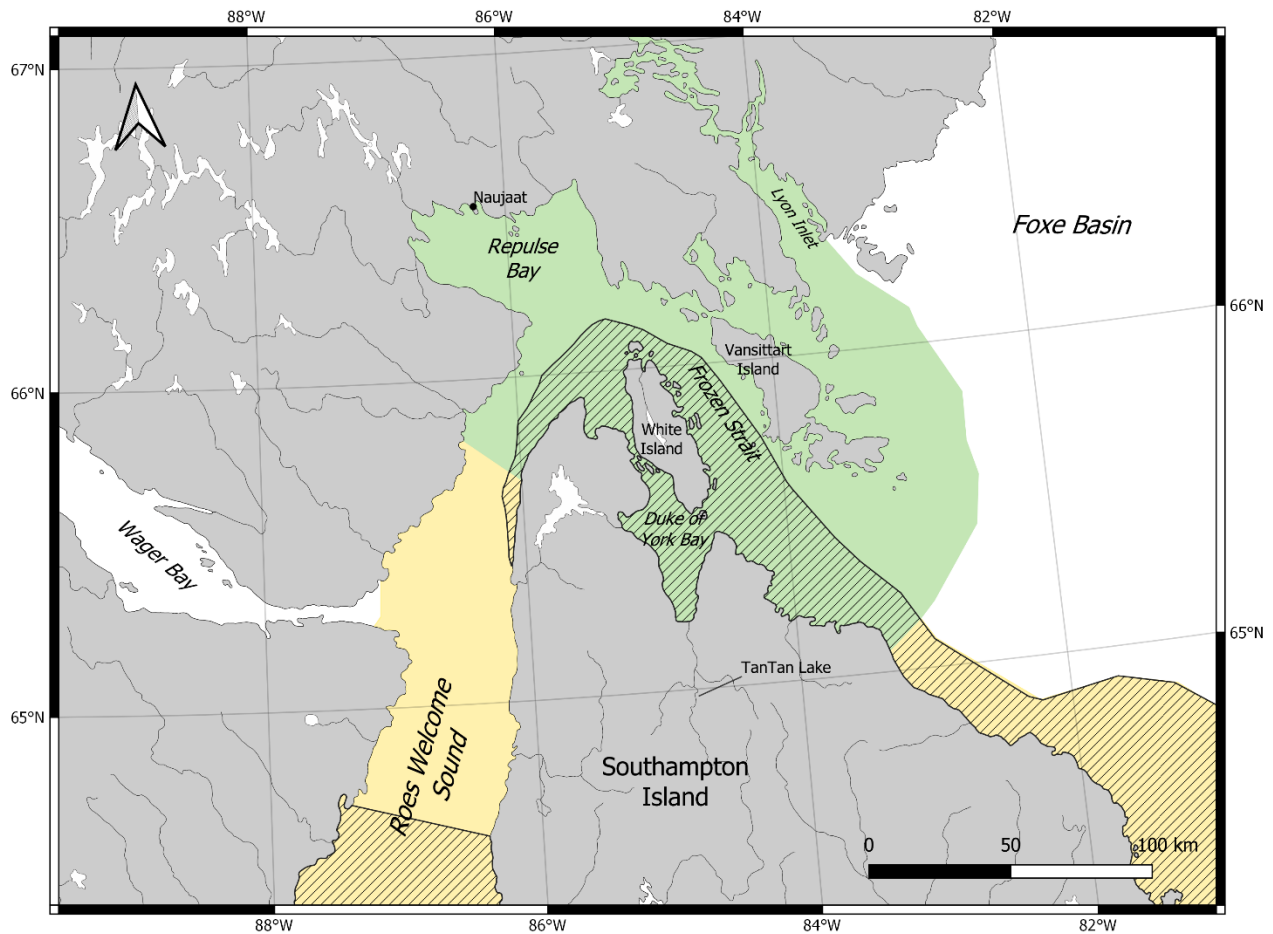 88°W
86°W
84°W
82°W
67°N
Naujaat
Repulse
Bay
Lyon Inlet
Foxe Basin
66°N
66°N
Vansittart
Island
Frozen Strait
White
Island
Duke of
York Bay
Wager Bay
65°N
TanTan Lake
65°N
Roes Welcome
Sound
Southampton
Island
0
50
100 km
88°W
86°W
84°W
82°W